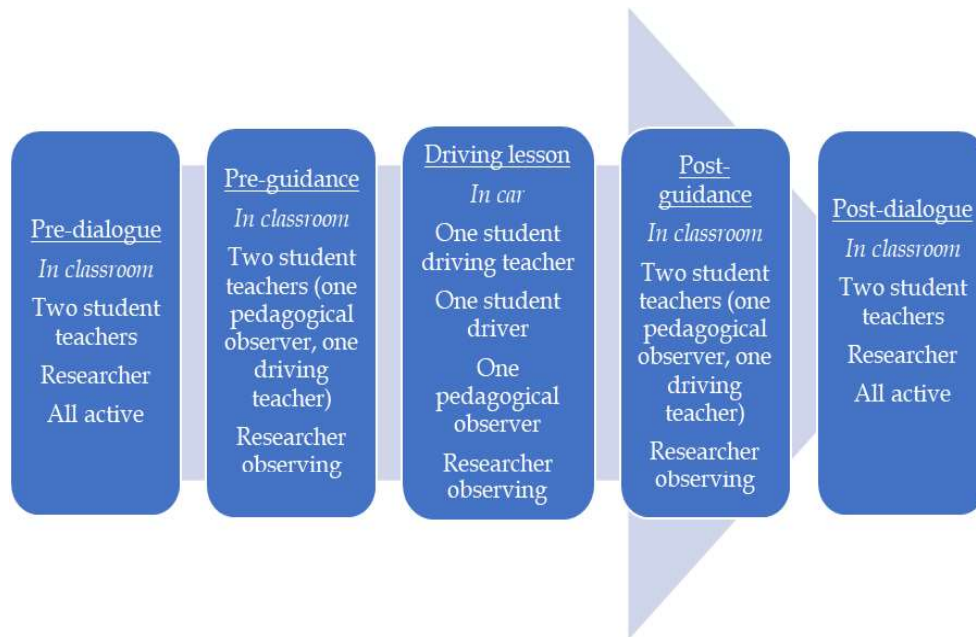 Pre-dialogue
In classroom
Two student
teachers
Researcher
All active
Pre-guidance
In classroom
Two student
teachers (one
pedagogical
observer, one
driving
teacher)
Researcher
observing
Driving lesson
In car
One student
driving teacher
One student
driver
One
pedagogical
observer
Researcher
observing
Post-
guidance
In classroom
Two student
teachers (one
pedagogical
observer, one
driving
teacher)
Researcher
observing
Post-dialogue
In classroom
Two student
teachers
Researcher
All active